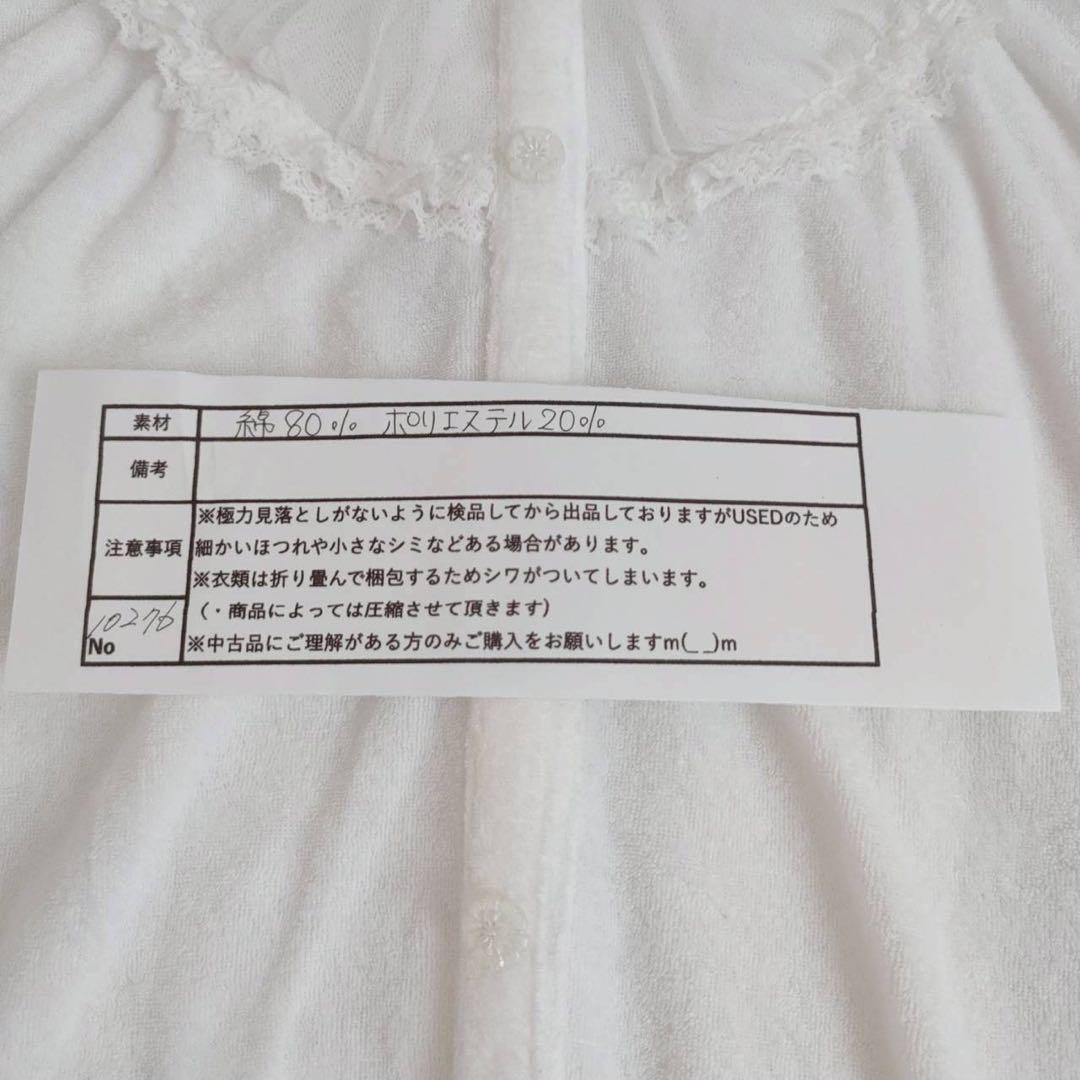 素材 綿80% ポリエステル20%
備考
注意事項
※極力見落としがないように検品してから出品しておりますがUSEDのため
細かいほつれや小さなシミなどある場合があります。
※衣類は折り畳んで梱包するためシワがついてしまいます。
（・商品によっては圧縮させて頂きます）
※中古品にご理解がある方のみご購入をお願いしますm(_ _)m
10276
No